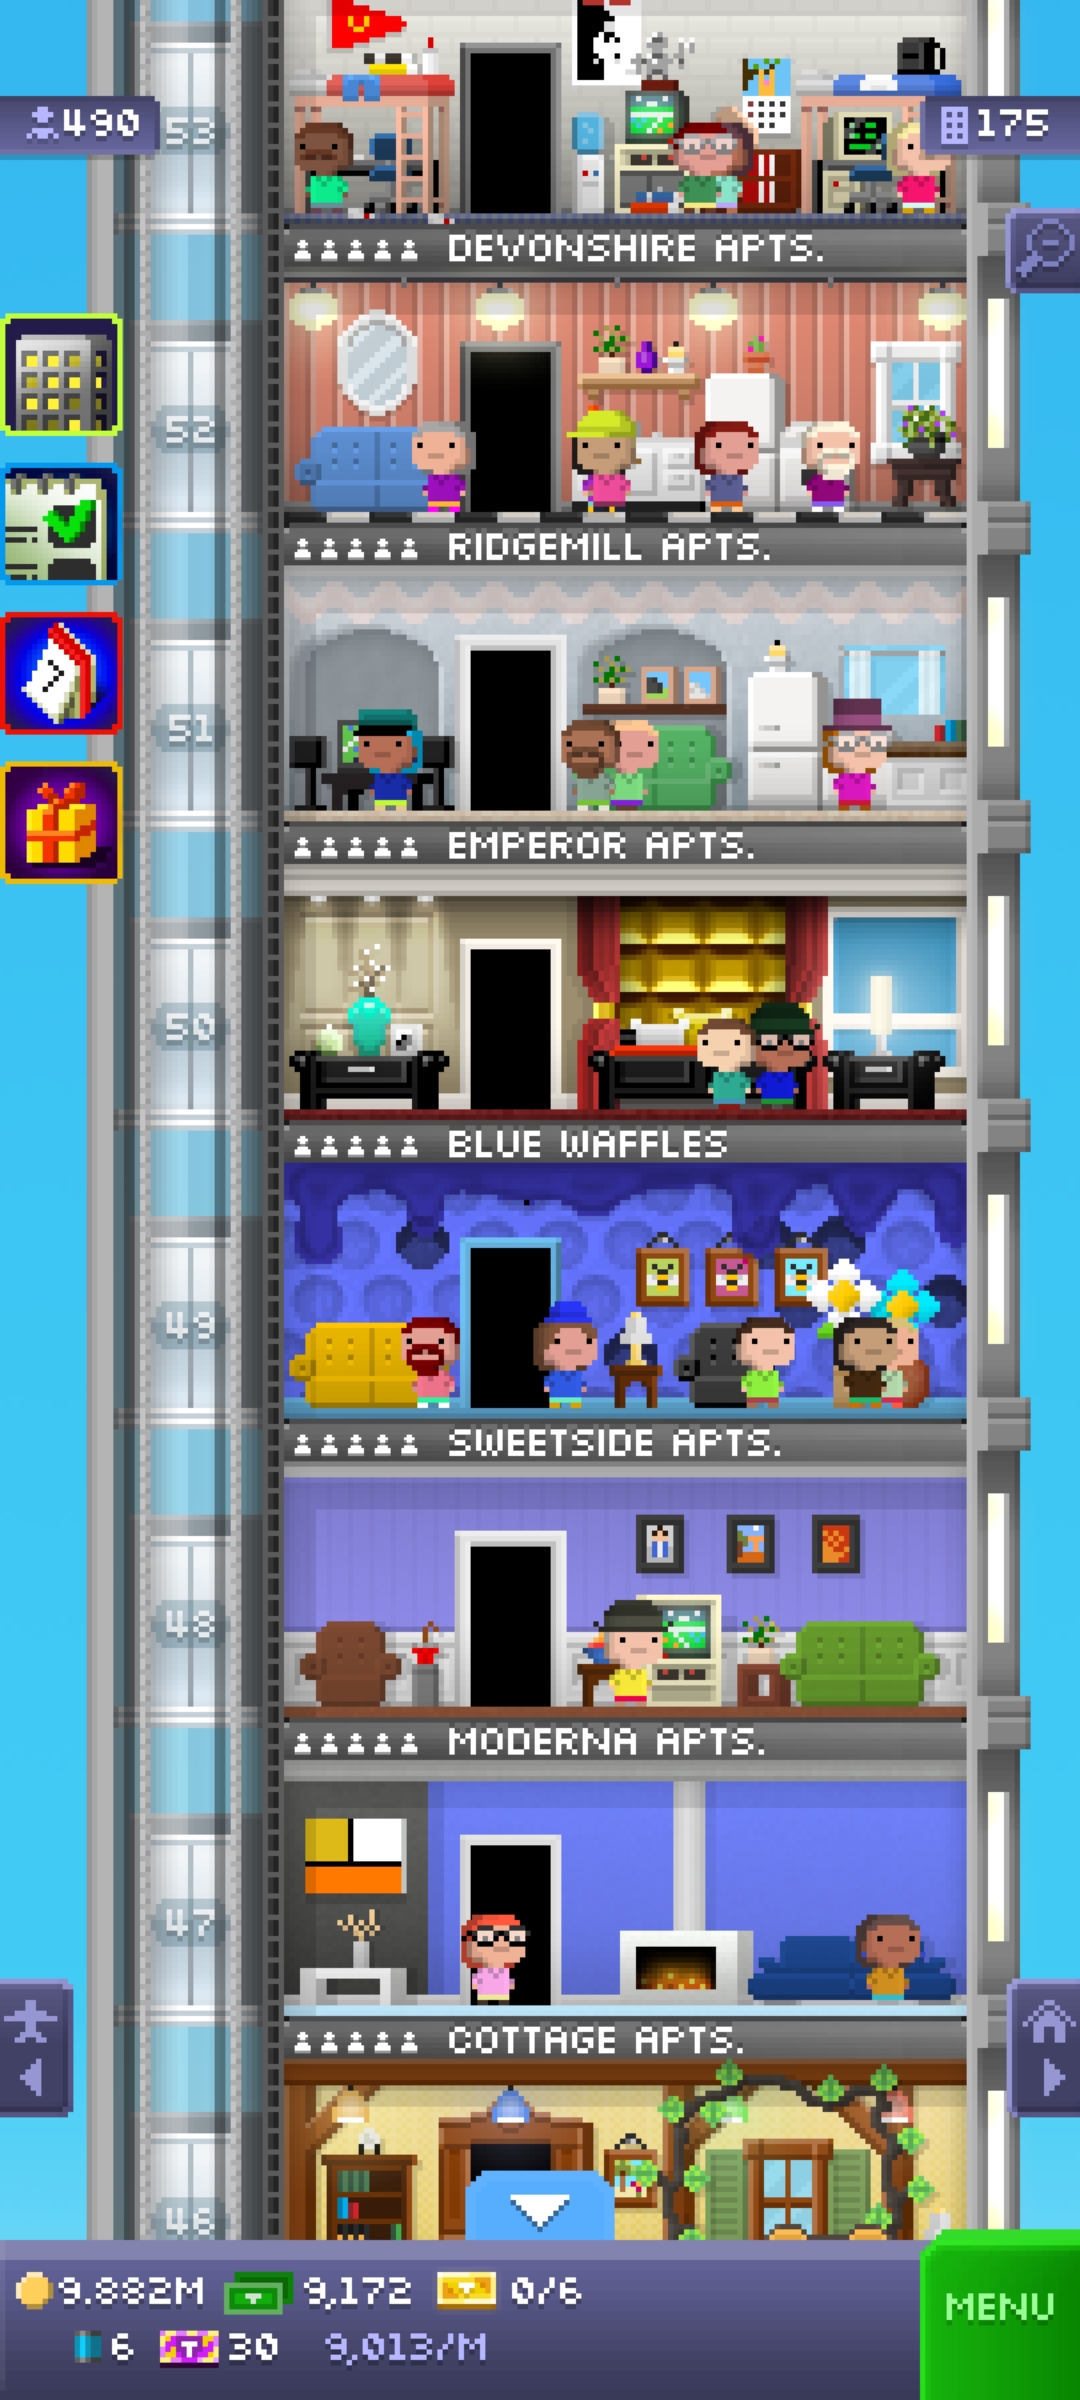 490
53
175
DEVONSHIRE APTS.
52
RIDGEMILL APTS.
51
EMPEROR APTS.
50
BLUE WAFFLES
49
SWEETSIDE APTS.
48
MODERNA APTS.
47
COTTAGE APTS.
46
9.882M 9,172 0/6
MENU
6 T 30 9,013/M